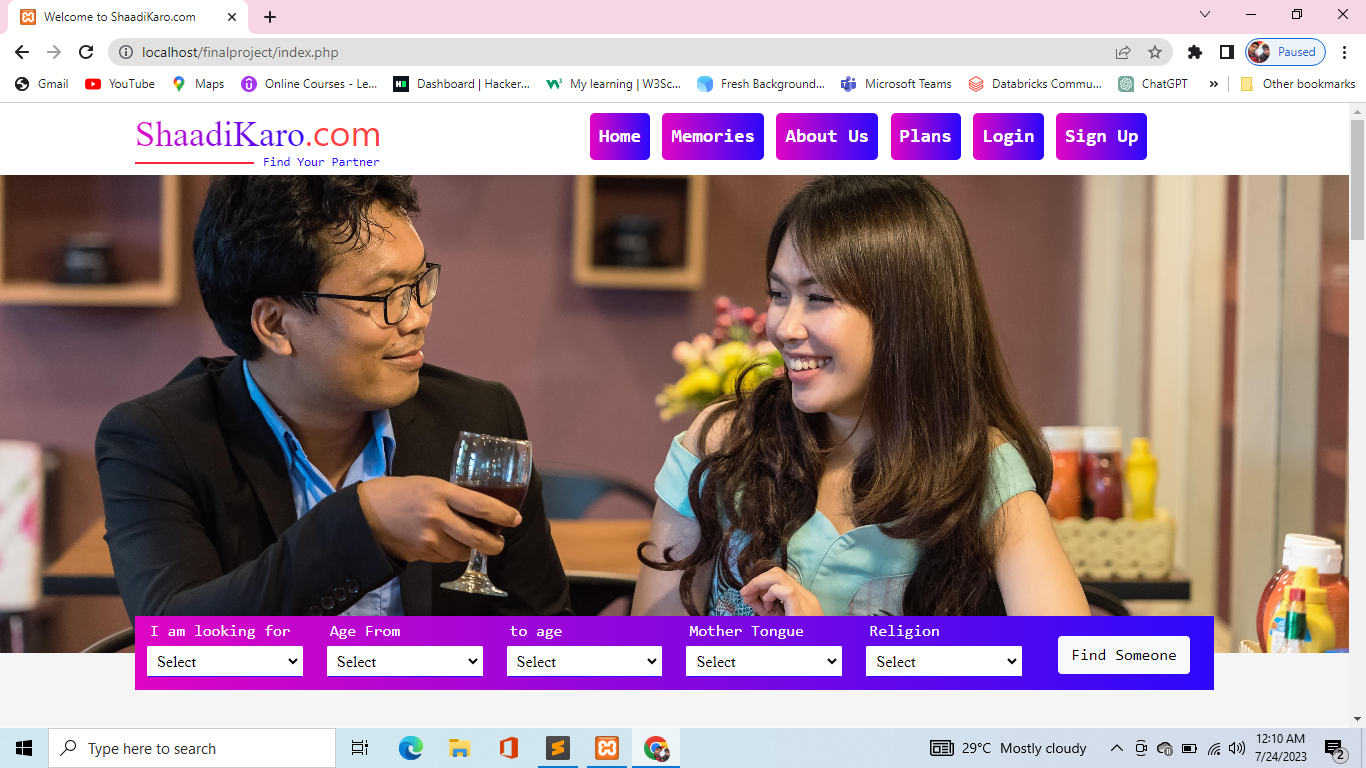 Welcome to ShaadiKaro.com
localhost/finalproject/index.php
Paused
Gmail
YouTube
Maps
Online Courses - Le...
Dashboard | Hacker...
My learning | W3Sc...
Fresh Background...
Microsoft Teams
Databricks Commu...
ChatGPT
»
Other bookmarks
ShaadiKaro.com
Find Your Partner
Home
Memories
About Us
Plans
Login
Sign Up
I am looking for
Age From
to age
Mother Tongue
Religion
Select
Select
Select
Select
Select
Find Someone
Type here to search
29°C Mostly cloudy
12:10 AM
7/24/2023
2